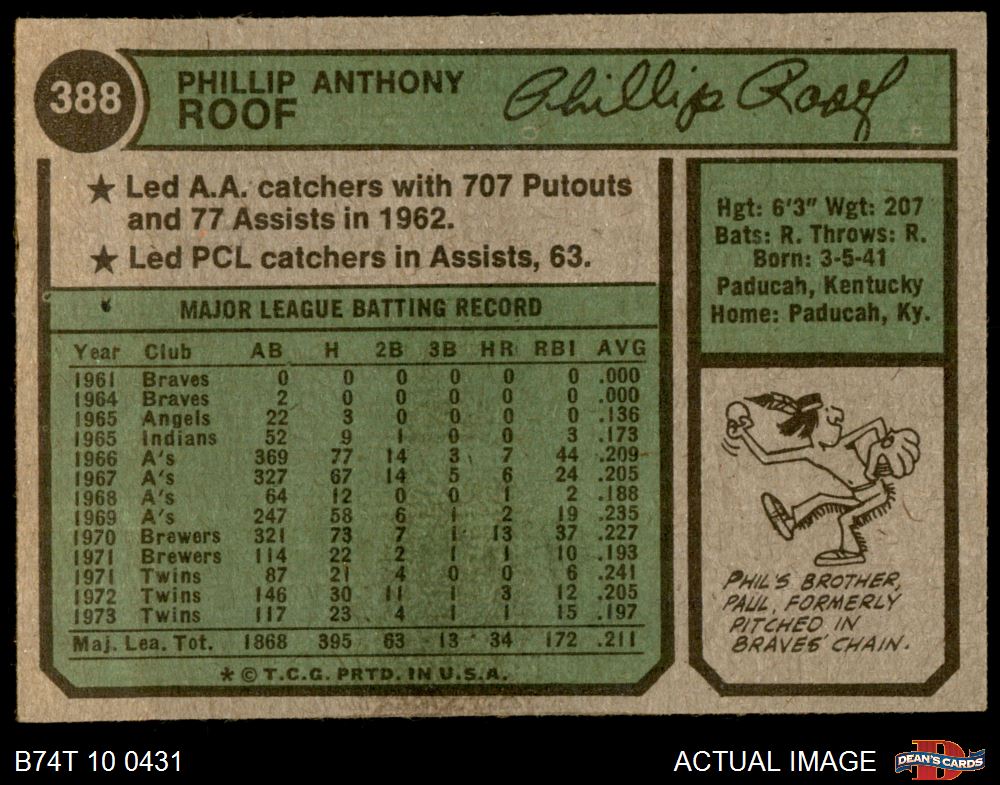 388
PHILLIP ANTHONY
ROOF
Phillip Roof
★ Led A.A. catchers with 707 Putouts
and 77 Assists in 1962.
★ Led PCL catchers in Assists, 63.
MAJOR LEAGUE BATTING RECORD
Year Club AB H 2B 3B HR RBI AVG
1961 Braves 0 0 0 0 0 0 .000
1964 Braves 2 0 0 0 0 0 .000
1965 Angels 22 3 0 0 0 0 .136
1965 Indians 52 9 1 0 0 3 .173
1966 A's 369 77 14 3 7 44 .209
1967 A's 327 67 14 5 6 24 .205
1968 A's 64 12 0 0 1 2 .188
1969 A's 247 58 6 1 2 19 .235
1970 Brewers 321 73 7 1 13 37 .227
1971 Brewers 114 22 2 1 1 10 .193
1971 Twins 87 21 4 0 0 6 .241
1972 Twins 146 30 11 1 3 12 .205
1973 Twins 117 23 4 1 1 15 .197
Maj. Lea. Tot. 1868 395 63 13 34 172 .211
* © T.C.G. PRTD. IN U.S.A.
Hgt: 6'3" Wgt: 207
Bats: R. Throws: R.
Born: 3-5-41
Paducah, Kentucky
Home: Paducah, Ky.
PHIL'S BROTHER,
PAUL, FORMERLY
PITCHED IN
BRAVES' CHAIN.
B74T 10 0431
ACTUAL IMAGE
D
DEAN'S CARDS